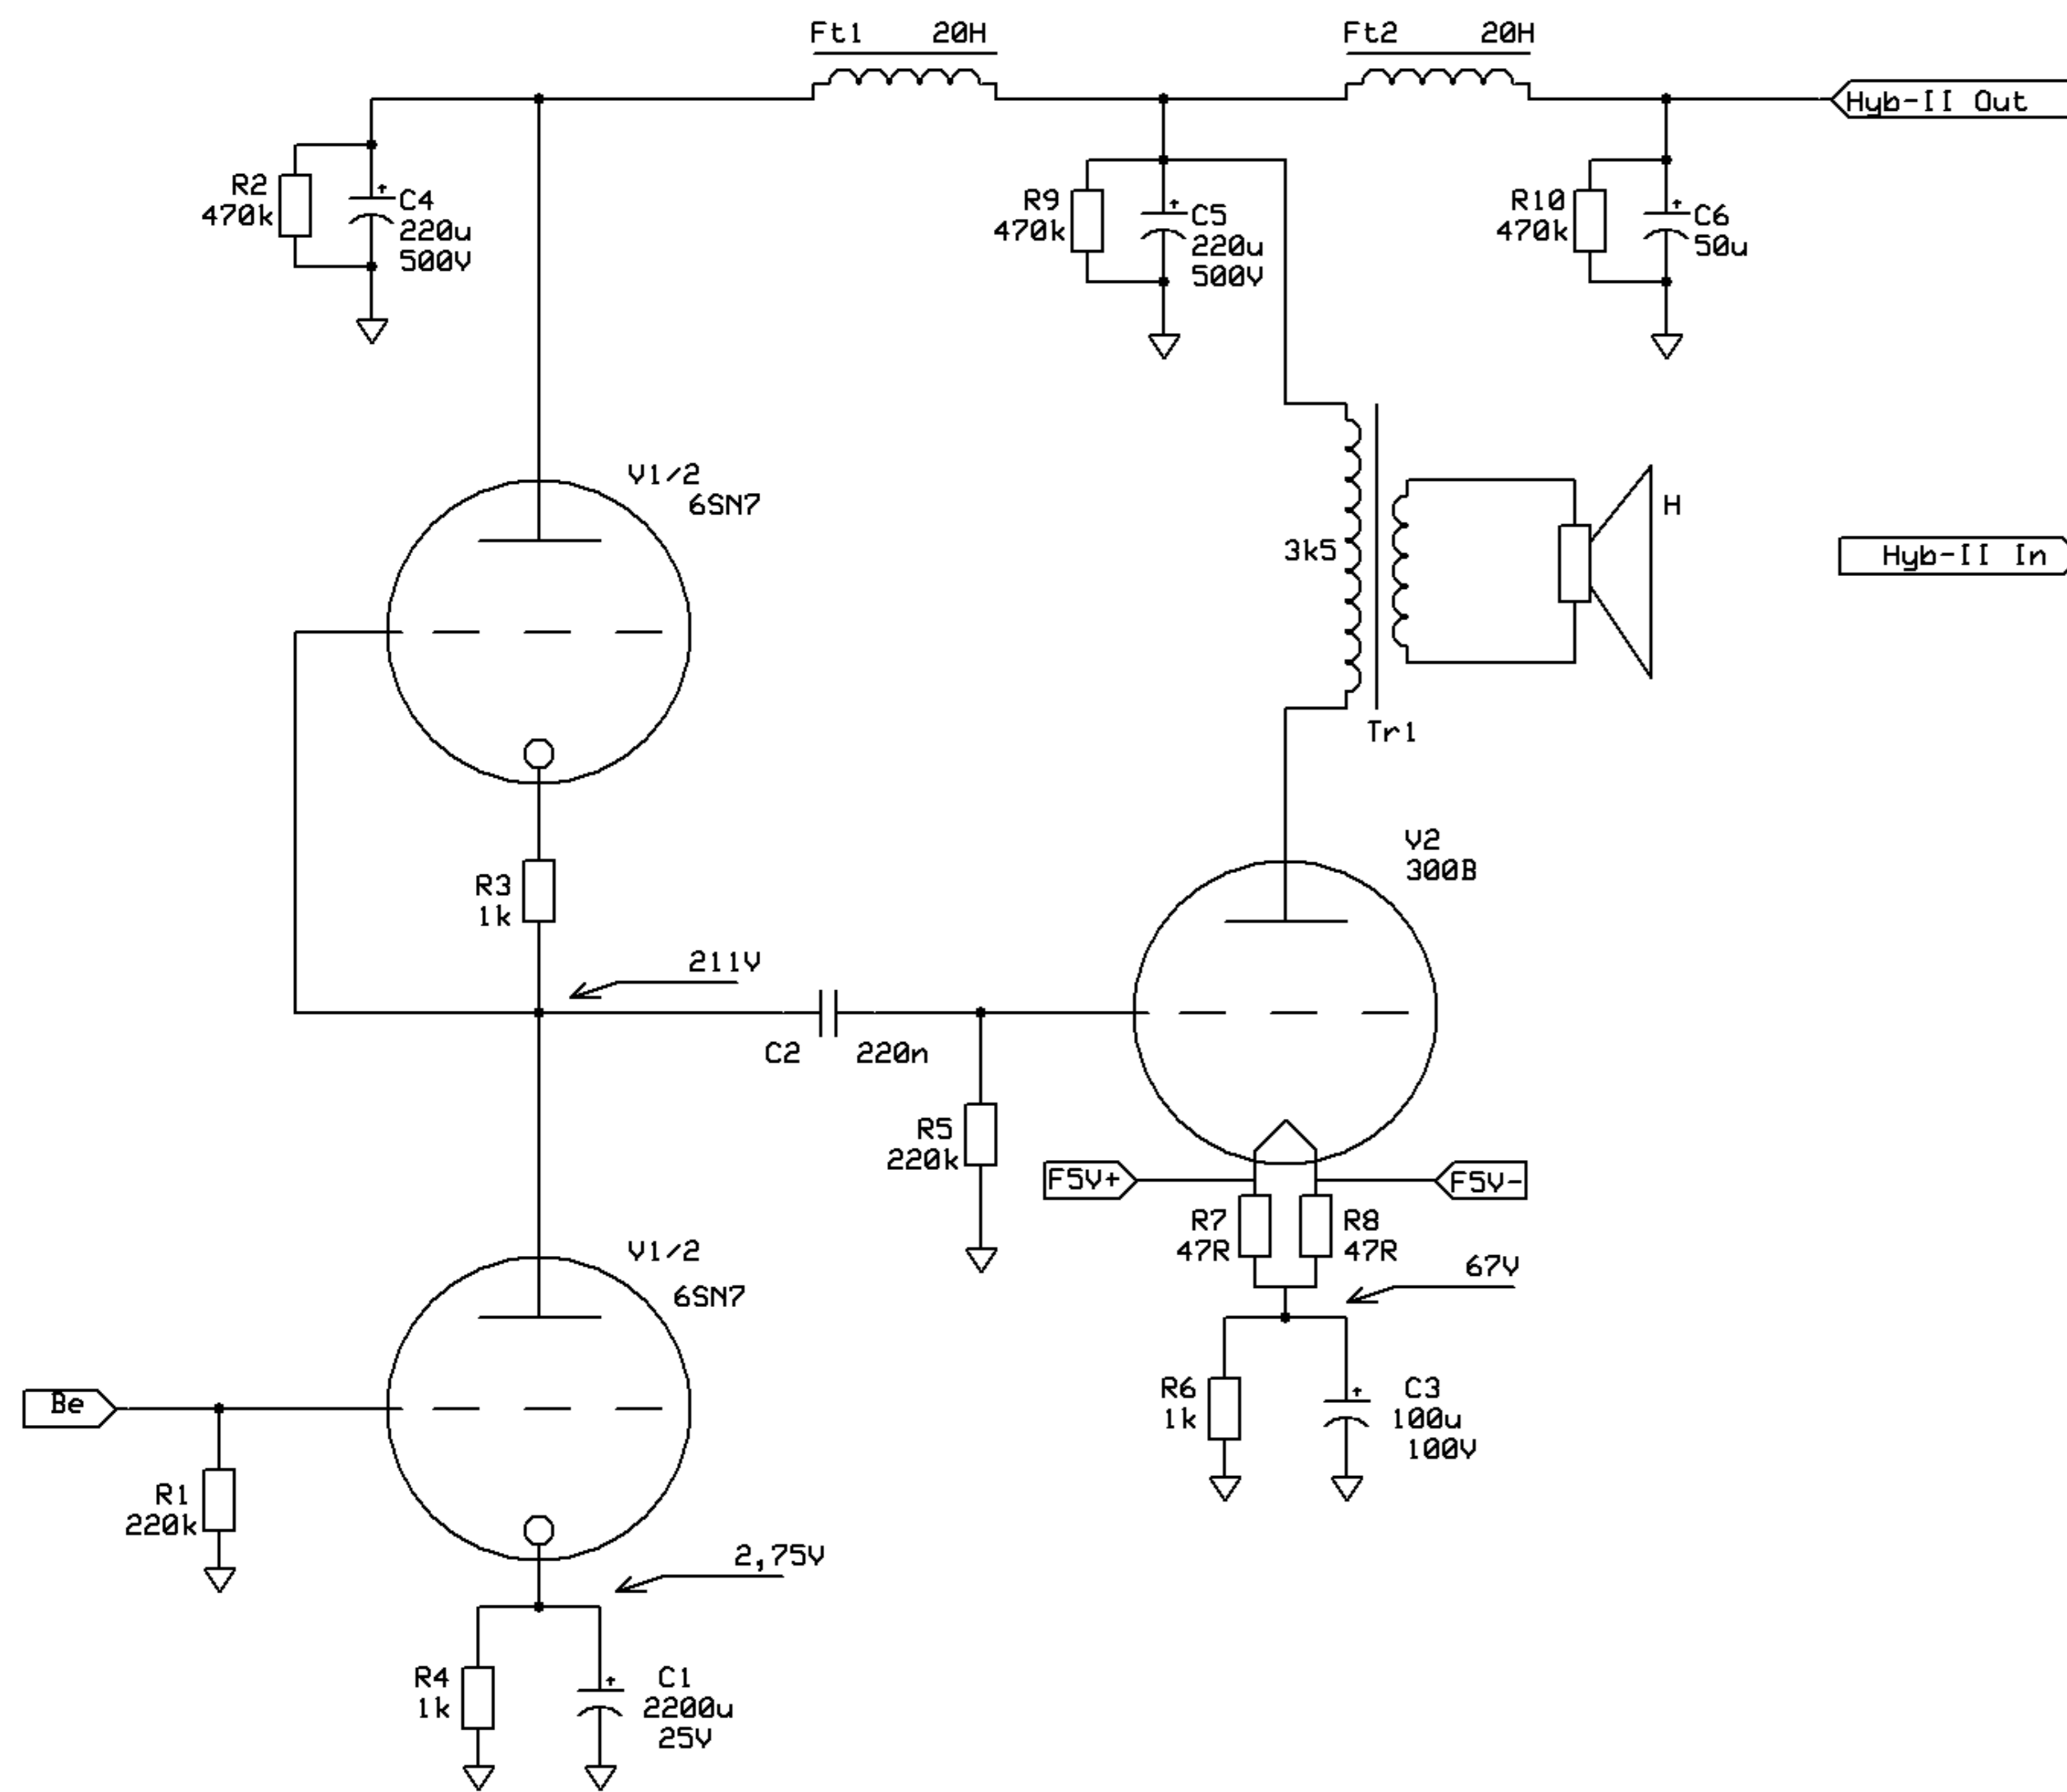 Ft1 20H
Ft2 20H
Hyb-II Out
R2
470k
C4
220u
500V
R9
470k
C5
220u
500V
R10
470k
C6
50u
V1/2
6SN7
H
3k5
Hyb-II In
Tr1
V2
300B
R3
1k
211V
C2 220n
R5
220k
F5V+
F5V-
R7
47R
R8
47R
67V
V1/2
6SN7
R6
1k
C3
100u
100V
Be
R1
220k
2,75V
R4
1k
C1
2200u
25V